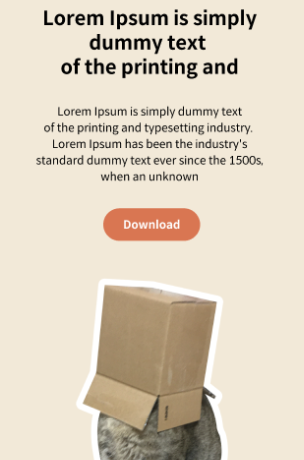 Lorem Ipsum is simply
dummy text
of the printing and
Lorem Ipsum is simply dummy text
of the printing and typesetting industry.
Lorem Ipsum has been the industry's
standard dummy text ever since the 1500s,
when an unknown
Download